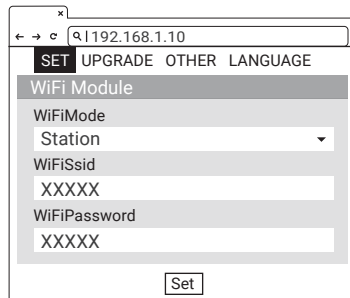 192.168.1.10
SET UPGRADE OTHER LANGUAGE
WiFi Module
WiFiMode
Station
WiFiSsid
XXXXX
WiFiPassword
XXXXX
Set